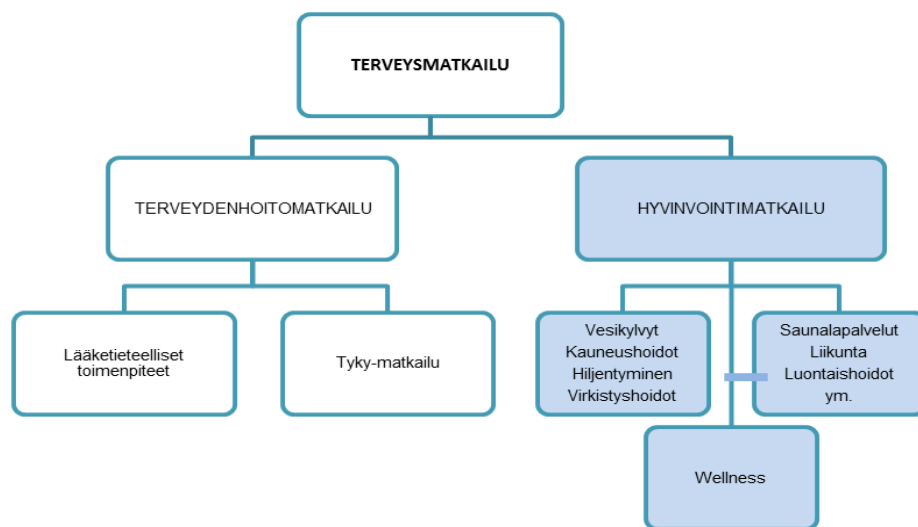 TERVEYSMATKAILU
TERVEYDENHOITOMATKAILU
HYVINVOINTIMATKAILU
Lääketieteelliset
toimenpiteet
Tyky-matkailu
Vesikylvyt
Kauneushoidot
Hiljentyminen
Virkistyshoidot
Saunalapalvelut
Liikunta
Luontaishoidot
ym.
Wellness